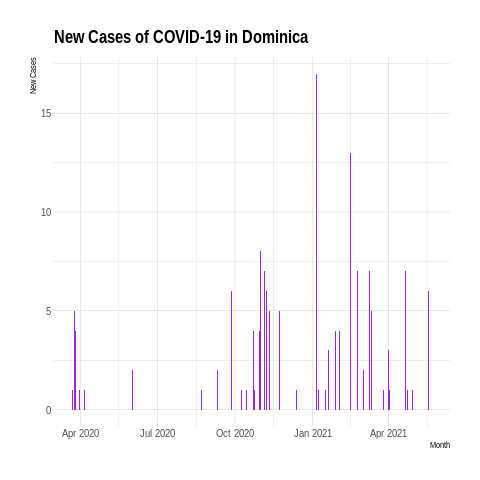 New Cases of COVID-19 in Dominica
New Cases
15
10
5
0
Apr 2020 Jul 2020 Oct 2020 Jan 2021 Apr 2021
Month